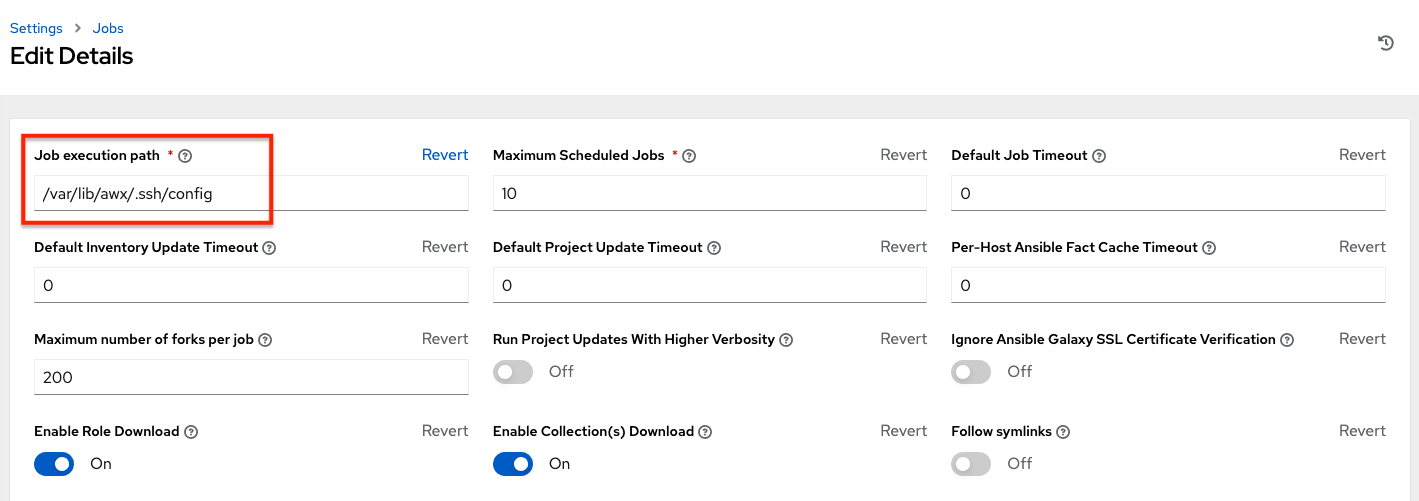 Settings > Jobs
Edit Details
Job execution path * Revert Maximum Scheduled Jobs * Revert Default Job Timeout Revert
/var/lib/awx/.ssh/config 10 0
Default Inventory Update Timeout Revert Default Project Update Timeout Revert Per-Host Ansible Fact Cache Timeout Revert
0 0 0
Maximum number of forks per job Revert Run Project Updates With Higher Verbosity Revert Ignore Ansible Galaxy SSL Certificate Verification Revert
200 Off Off
Enable Role Download Revert Enable Collection(s) Download Revert Follow symlinks Revert
On On Off